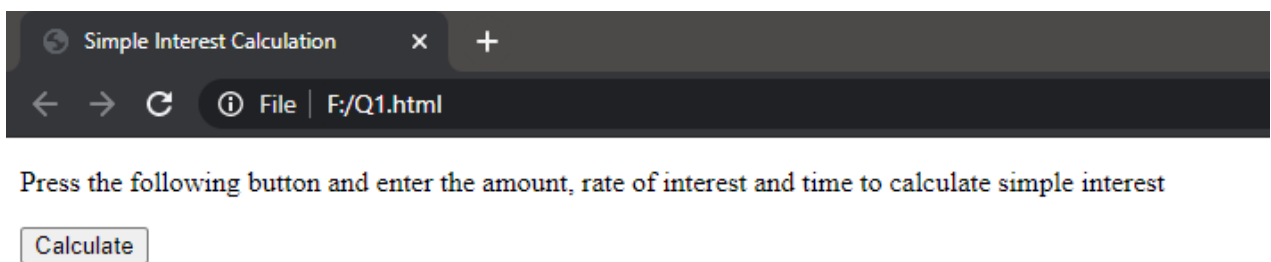 Simple Interest Calculation
File F:/Q1.html
Press the following button and enter the amount, rate of interest and time to calculate simple interest
Calculate